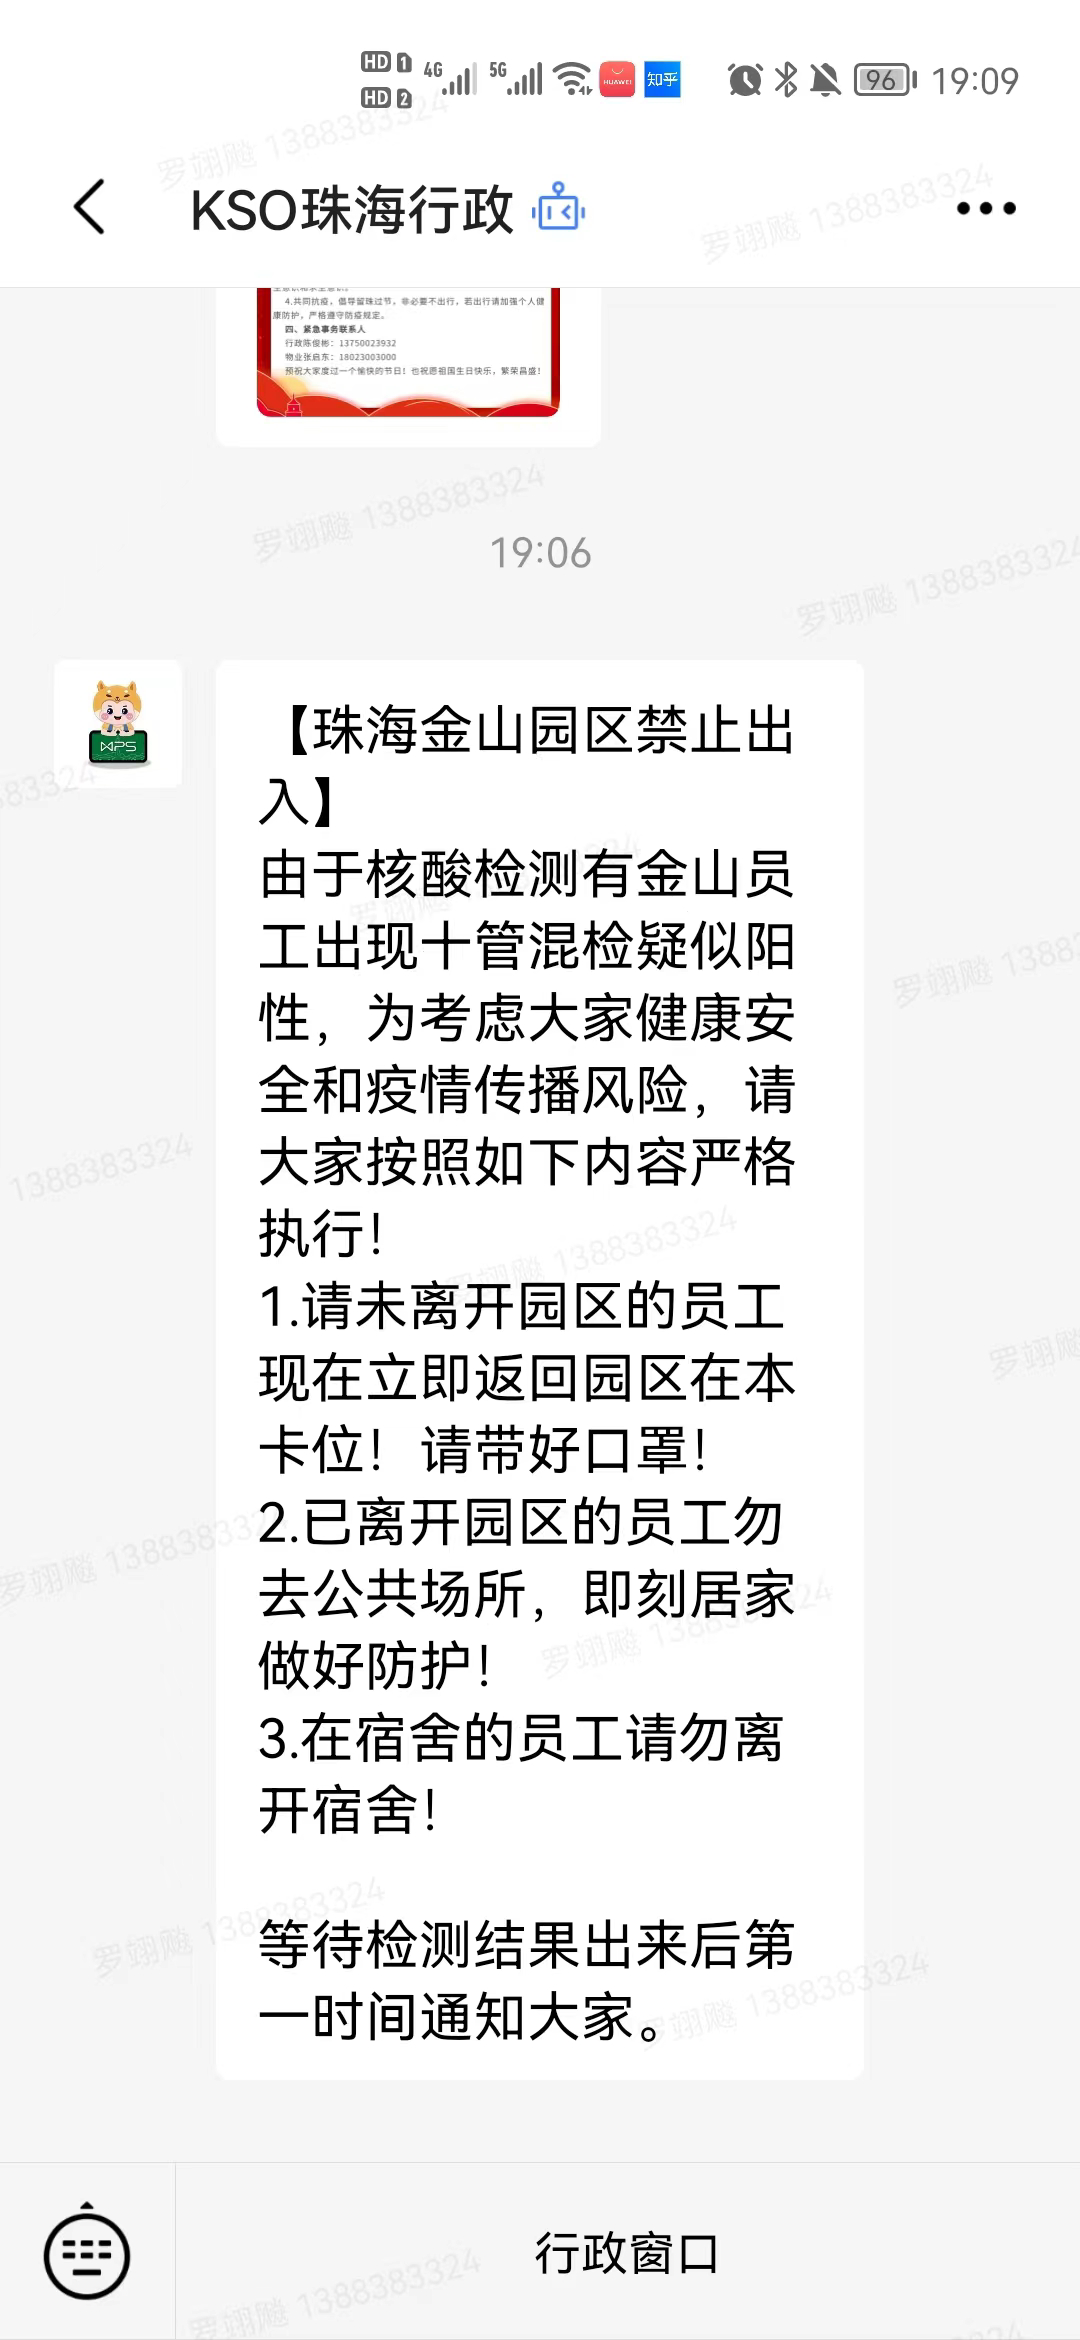 HD 1 4G 5G HUAWEI 知乎 96 19:09
HD 2
KSO珠海行政
4.共同抗疫，倡导留珠过节，非必要不出行，若出行请加强个人健
康防护，严格遵守防疫规定。
四、紧急事务联系人
行政陈俊彬：13750023932
物业张启东：18023003000
预祝大家度过一个愉快的节日！也祝愿祖国生日快乐，繁荣昌盛！
19:06
WPS
【珠海金山园区禁止出
入】
由于核酸检测有金山员
工出现十管混检疑似阳
性，为考虑大家健康安
全和疫情传播风险，请
大家按照如下内容严格
执行！
1.请未离开园区的员工
现在立即返回园区在本
卡位！请带好口罩！
2.已离开园区的员工勿
去公共场所，即刻居家
做好防护！
3.在宿舍的员工请勿离
开宿舍！
等待检测结果出来后第
一时间通知大家。
行政窗口
罗翊飚 1388383324